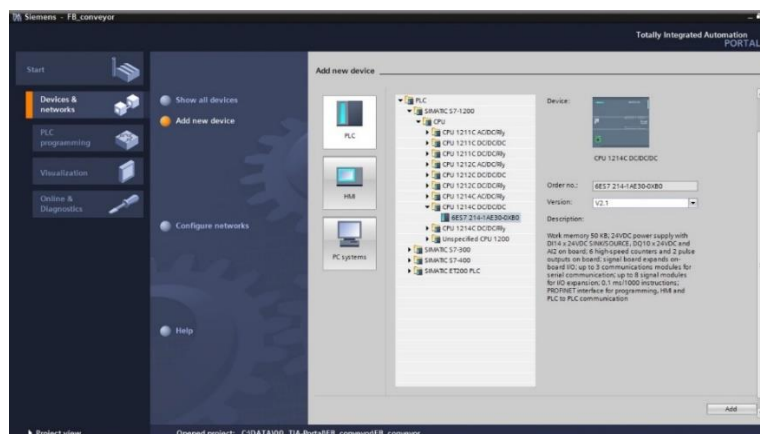 Siemens - FB_conveyor
Totally Integrated Automation
PORTAL
Start
Devices &
networks
PLC
programming
Visualization
Online &
Diagnostics
Show all devices
Add new device
Configure networks
Help
Add new device
PLC
HMI
PC systems
PLC
SIMATIC S7-1200
CPU
CPU 1211C AC/DC/Rly
CPU 1211C DC/DC/DC
CPU 1211C DC/DC/Rly
CPU 1212C AC/DC/Rly
CPU 1212C DC/DC/DC
CPU 1212C DC/DC/Rly
CPU 1214C AC/DC/Rly
CPU 1214C DC/DC/DC
6ES7 214-1AE30-0XB0
CPU 1214C DC/DC/Rly
Unspecified CPU 1200
SIMATIC S7-300
SIMATIC S7-400
SIMATIC ET200 PLC
Device:
CPU 1214C DC/DC/DC
Order no.: 6ES7 214-1AE30-0XB0
Version: V2.1
Description:
Work memory 50 KB; 24VDC power supply with
DI14 x 24VDC SINK/SOURCE, DQ10 x 24VDC and
AI2 on board; 6 high-speed counters and 2 pulse
outputs on board; signal board expands on-
board I/O; up to 3 communications modules for
serial communication; up to 8 signal modules
for I/O expansion; 0.1 ms/1000 instructions;
PROFINET interface for programming, HMI and
PLC to PLC communication
Add
Project view
Opened project: C:\DATA\00_TIA-Portal\FB_conveyor\FB_conveyor